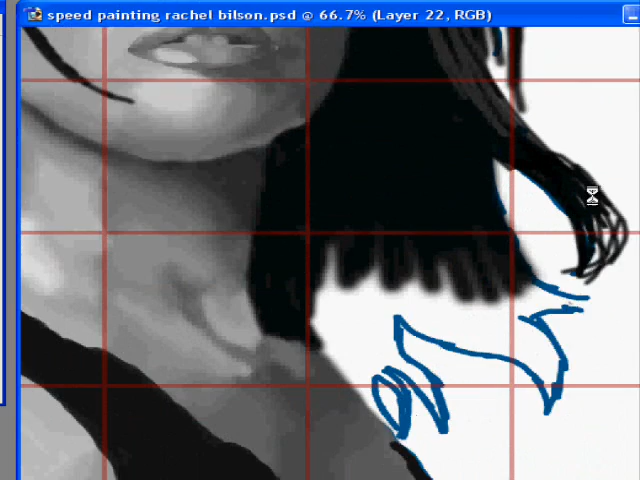 speed painting rachel bilson.psd @ 66.7% (Layer 22, RGB)